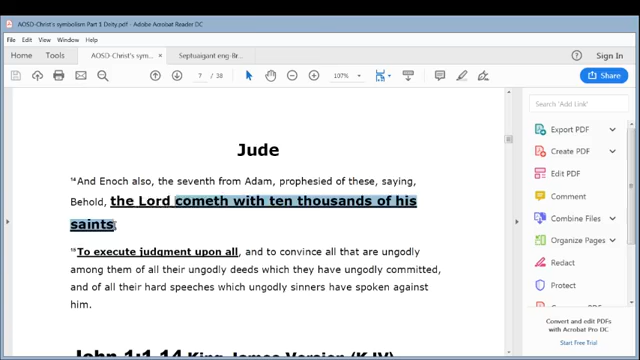 AOSD-Christ's symbolism Part 1 Deity.pdf - Adobe Acrobat Reader DC
File Edit View Window Help
Home Tools AOSD-Christ's sym... × Septuaigant eng-Br... Sign In
7 / 38 107% Share
Jude
¹⁴And Enoch also, the seventh from Adam, prophesied of these, saying,
Behold, the Lord cometh with ten thousands of his
saints,
¹⁵To execute judgment upon all, and to convince all that are ungodly
among them of all their ungodly deeds which they have ungodly committed,
and of all their hard speeches which ungodly sinners have spoken against
him.
John 1:1,14 King James Version (KJV)
Search 'Add Link'
Export PDF
Create PDF
Edit PDF
Comment
Combine Files
Organize Pages
Redact
Protect
Convert and edit PDFs
with Acrobat Pro DC
Start Free Trial